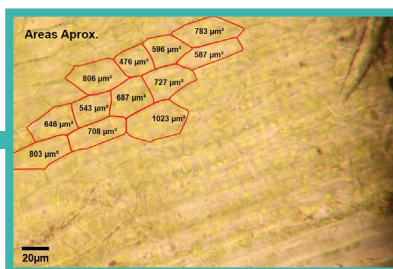 Areas Aprox.
783 µm²
596 µm²
587 µm²
476 µm²
806 µm²
727 µm²
687 µm²
543 µm²
1023 µm²
646 µm²
708 µm²
803 µm²
20µm